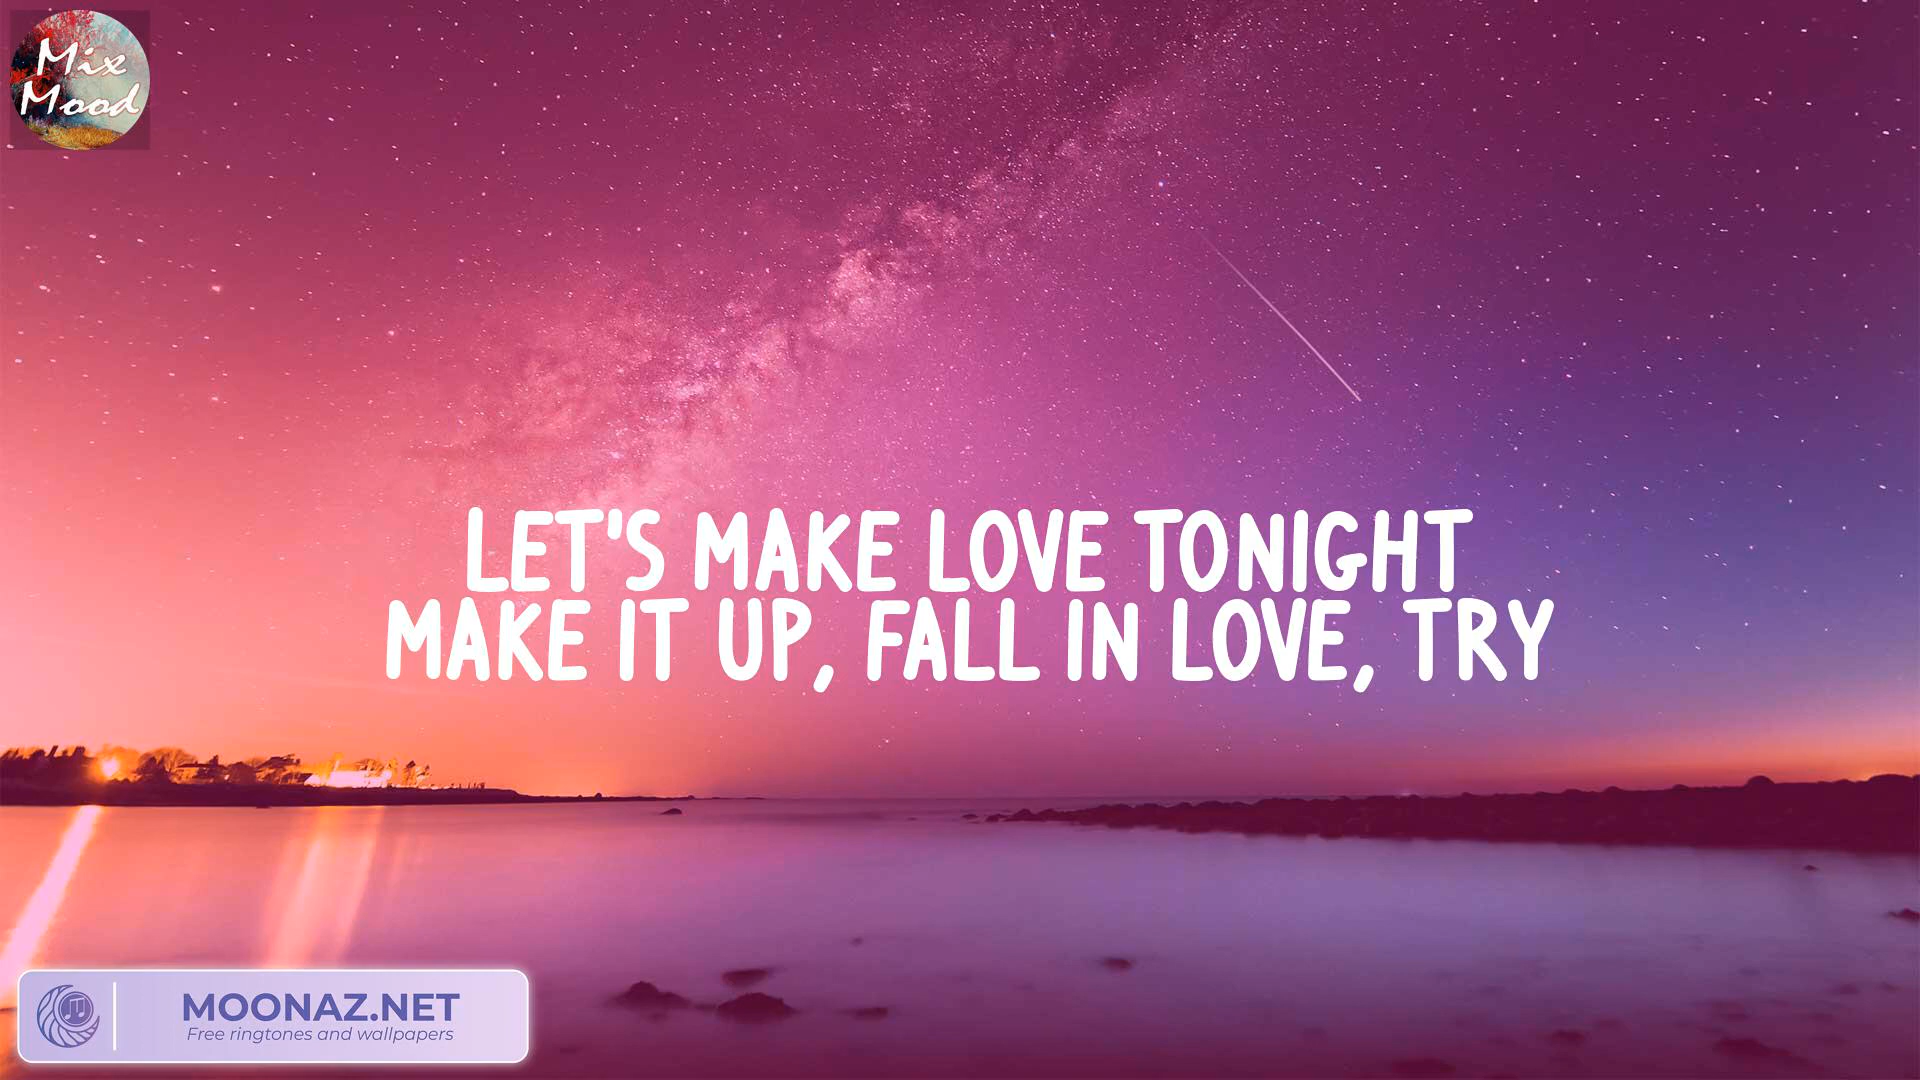 Mix
Mood
LET'S MAKE LOVE TONIGHT
MAKE IT UP, FALL IN LOVE, TRY
MOONAZ.NET
Free ringtones and wallpapers